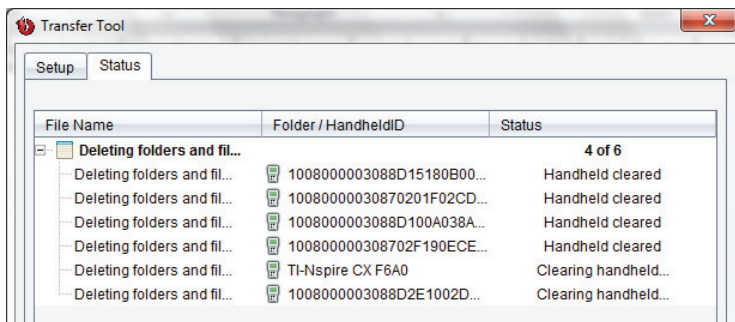 Transfer Tool
Setup Status
File Name Folder / HandheldID Status
Deleting folders and fil... 4 of 6
Deleting folders and fil... 1008000003088D15180B00... Handheld cleared
Deleting folders and fil... 10080000030870201F02CD... Handheld cleared
Deleting folders and fil... 1008000003088D100A038A... Handheld cleared
Deleting folders and fil... 100800000308702F190ECE... Handheld cleared
Deleting folders and fil... TI-Nspire CX F6A0 Clearing handheld...
Deleting folders and fil... 1008000003088D2E1002D... Clearing handheld...